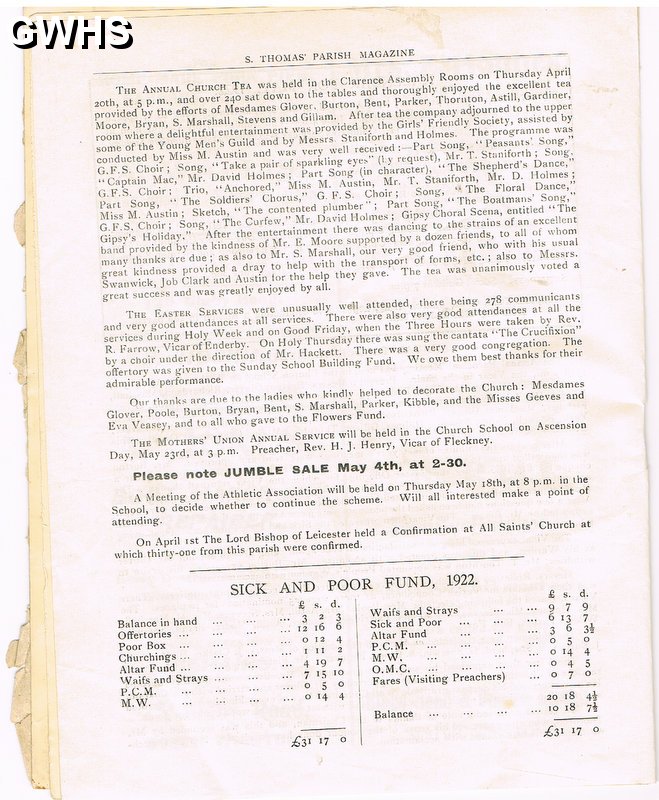 GWHS
S. THOMAS' PARISH MAGAZINE
THE ANNUAL CHURCH TEA was held in the Clarence Assembly Rooms on Thursday April
20th, at 5 p.m., and over 240 sat down to the tables and thoroughly enjoyed the excellent tea
provided by the efforts of Mesdames Glover, Burton, Bent, Parker, Thornton, Astill, Gardiner,
Moore, Bryan, S. Marshall, Stevens and Gillam. After tea the company adjourned to the upper
room where a delightful entertainment was provided by the Girls' Friendly Society, assisted by
some of the Young Men's Guild and by Messrs Staniforth and Holmes. The programme was
conducted by Miss M. Austin and was very well received:—Part Song, "Peasants' Song,"
G.F.S. Choir; Song, "Take a pair of sparkling eyes" (by request), Mr. T. Staniforth; Song,
"Captain Mac," Mr. David Holmes; Part Song (in character), "The Shepherd's Dance,"
G.F.S. Choir; Trio, "Anchored," Miss M. Austin, Mr. T. Staniforth, Mr. D. Holmes;
Part Song, "The Soldiers' Chorus," G.F.S. Choir; Song, "The Floral Dance,"
Miss M. Austin; Sketch, "The contented plumber"; Part Song, "The Boatmans' Song,"
G.F.S. Choir; Song, "The Curfew," Mr. David Holmes; Gipsy Choral Scena, entitled "The
Gipsy's Holiday." After the entertainment there was dancing to the strains of an excellent
band provided by the kindness of Mr. E. Moore supported by a dozen friends, to all of whom
many thanks are due; as also to Mr. S. Marshall, our very good friend, who with his usual
great kindness provided a dray to help with the transport of forms, etc.; also to Messrs.
Swanwick, Job Clark and Austin for the help they gave. The tea was unanimously voted a
great success and was greatly enjoyed by all.
THE EASTER SERVICES were unusually well attended, there being 278 communicants
and very good attendances at all services. There were also very good attendances at all the
services during Holy Week and on Good Friday, when the Three Hours were taken by Rev.
R. Farrow, Vicar of Enderby. On Holy Thursday there was sung the cantata "The Crucifixion"
by a choir under the direction of Mr. Hackett. There was a very good congregation. The
offertory was given to the Sunday School Building Fund. We owe them best thanks for their
admirable performance.
Our thanks are due to the ladies who kindly helped to decorate the Church: Mesdames
Glover, Poole, Burton, Bryan, Bent, S. Marshall, Parker, Kibble, and the Misses Geeves and
Eva Veasey, and to all who gave to the Flowers Fund.
THE MOTHERS' UNION ANNUAL SERVICE will be held in the Church School on Ascension
Day, May 23rd, at 3 p.m. Preacher, Rev. H. J. Henry, Vicar of Fleckney.
Please note JUMBLE SALE May 4th, at 2-30.
A Meeting of the Athletic Association will be held on Thursday May 18th, at 8 p.m. in the
School, to decide whether to continue the scheme. Will all interested make a point of
attending.
On April 1st The Lord Bishop of Leicester held a Confirmation at All Saints' Church at
which thirty-one from this parish were confirmed.
SICK AND POOR FUND, 1922.
£ s. d.
Balance in hand ... ... ... 3 2 3
Offertories ... ... ... ... 12 16 6
Poor Box ... ... ... ... 0 12 4
Churchings ... ... ... ... 1 11 2
Altar Fund ... ... ... ... 4 19 7
Waifs and Strays ... ... ... 7 15 10
P.C.M. ... ... ... ... 0 5 0
M.W. ... ... ... ... 0 14 4
£31 17 0
£ s. d.
Waifs and Strays ... ... 9 7 9
Sick and Poor ... ... ... 6 13 7
Altar Fund ... ... ... 3 6 3½
P.C.M. ... ... ... ... 0 5 0
M.W. ... ... ... ... 0 14 4
O.M.C. ... ... ... ... 0 4 5
Fares (Visiting Preachers) ... 0 7 0
20 18 4½
Balance ... ... ... ... 10 18 7½
£31 17 0